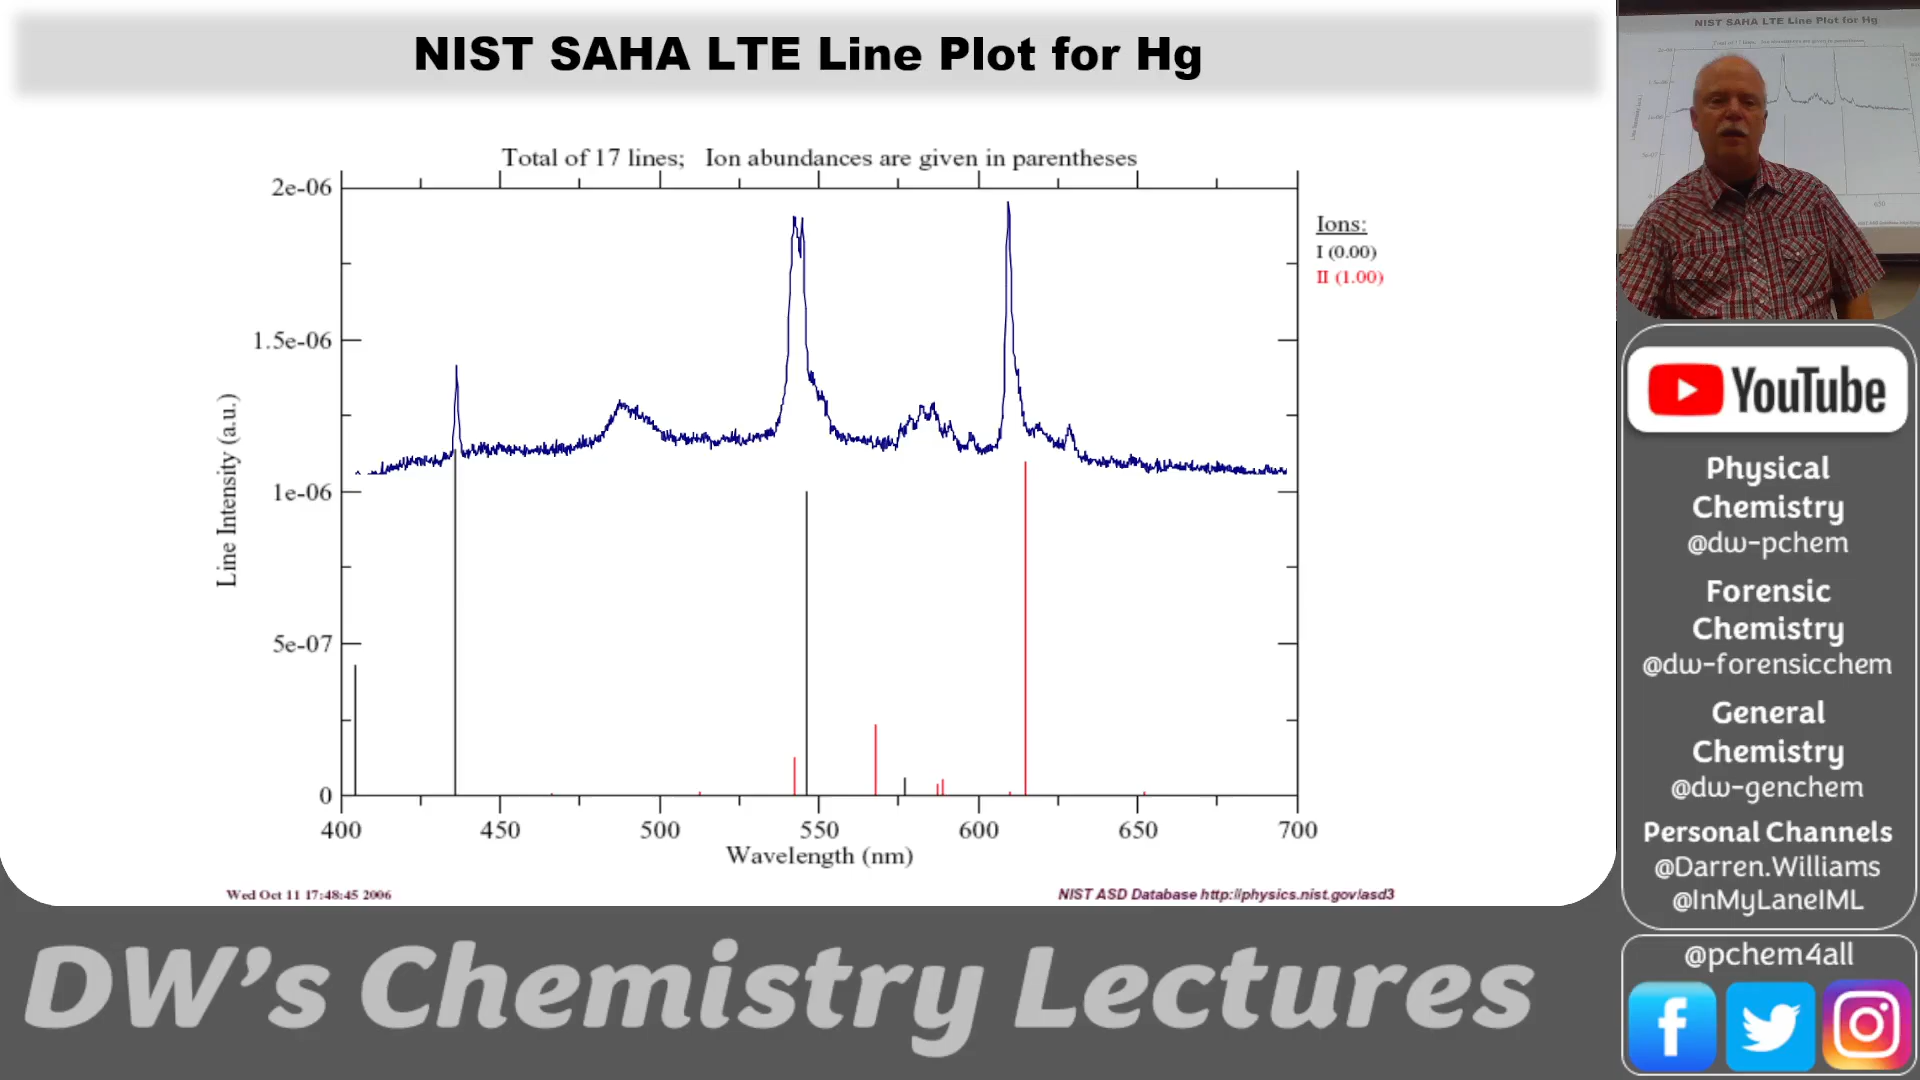 NIST SAHA LTE Line Plot for Hg
Total of 17 lines; Ion abundances are given in parentheses
2e-06
1.5e-06
1e-06
5e-07
0
Line Intensity (a.u.)
400 450 500 550 600 650 700
Wavelength (nm)
Ions:
I (0.00)
II (1.00)
Wed Oct 11 17:48:45 2006
NIST ASD Database http://physics.nist.gov/asd3
DW's Chemistry Lectures
NIST SAHA LTE Line Plot for Hg
650
YouTube
Physical
Chemistry
@dw-pchem
Forensic
Chemistry
@dw-forensicchem
General
Chemistry
@dw-genchem
Personal Channels
@Darren.Williams
@InMyLaneIML
@pchem4all